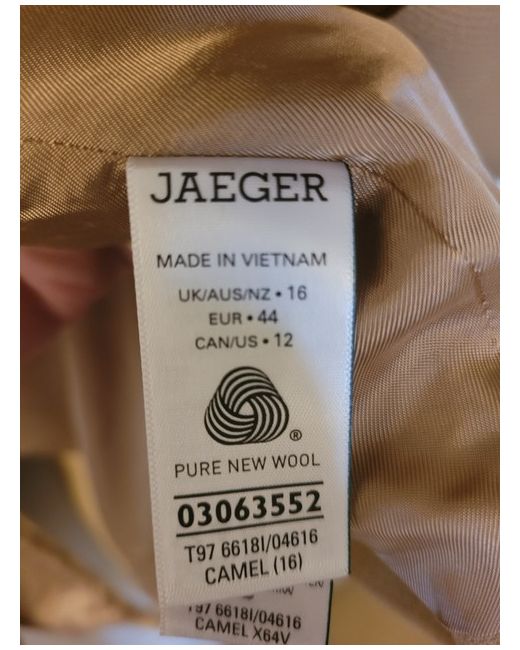 JAEGER
MADE IN VIETNAM
UK/AUS/NZ • 16
EUR • 44
CAN/US • 12
®
PURE NEW WOOL
03063552
T97 6618I/04616
CAMEL (16)
T97 6618I/04616
CAMEL X64V